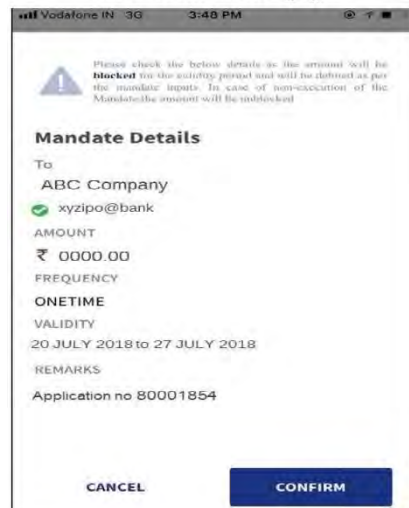 Vodafone IN 3G 3:48 PM
Please check the below details as the amount will be
blocked for the validity period and will be debited as per
the mandate inputs. In case of non-execution of the
Mandate the amount will be unblocked
Mandate Details
To
ABC Company
xyzipo@bank
AMOUNT
₹ 0000.00
FREQUENCY
ONETIME
VALIDITY
20 JULY 2018 to 27 JULY 2018
REMARKS
Application no 80001854
CANCEL CONFIRM